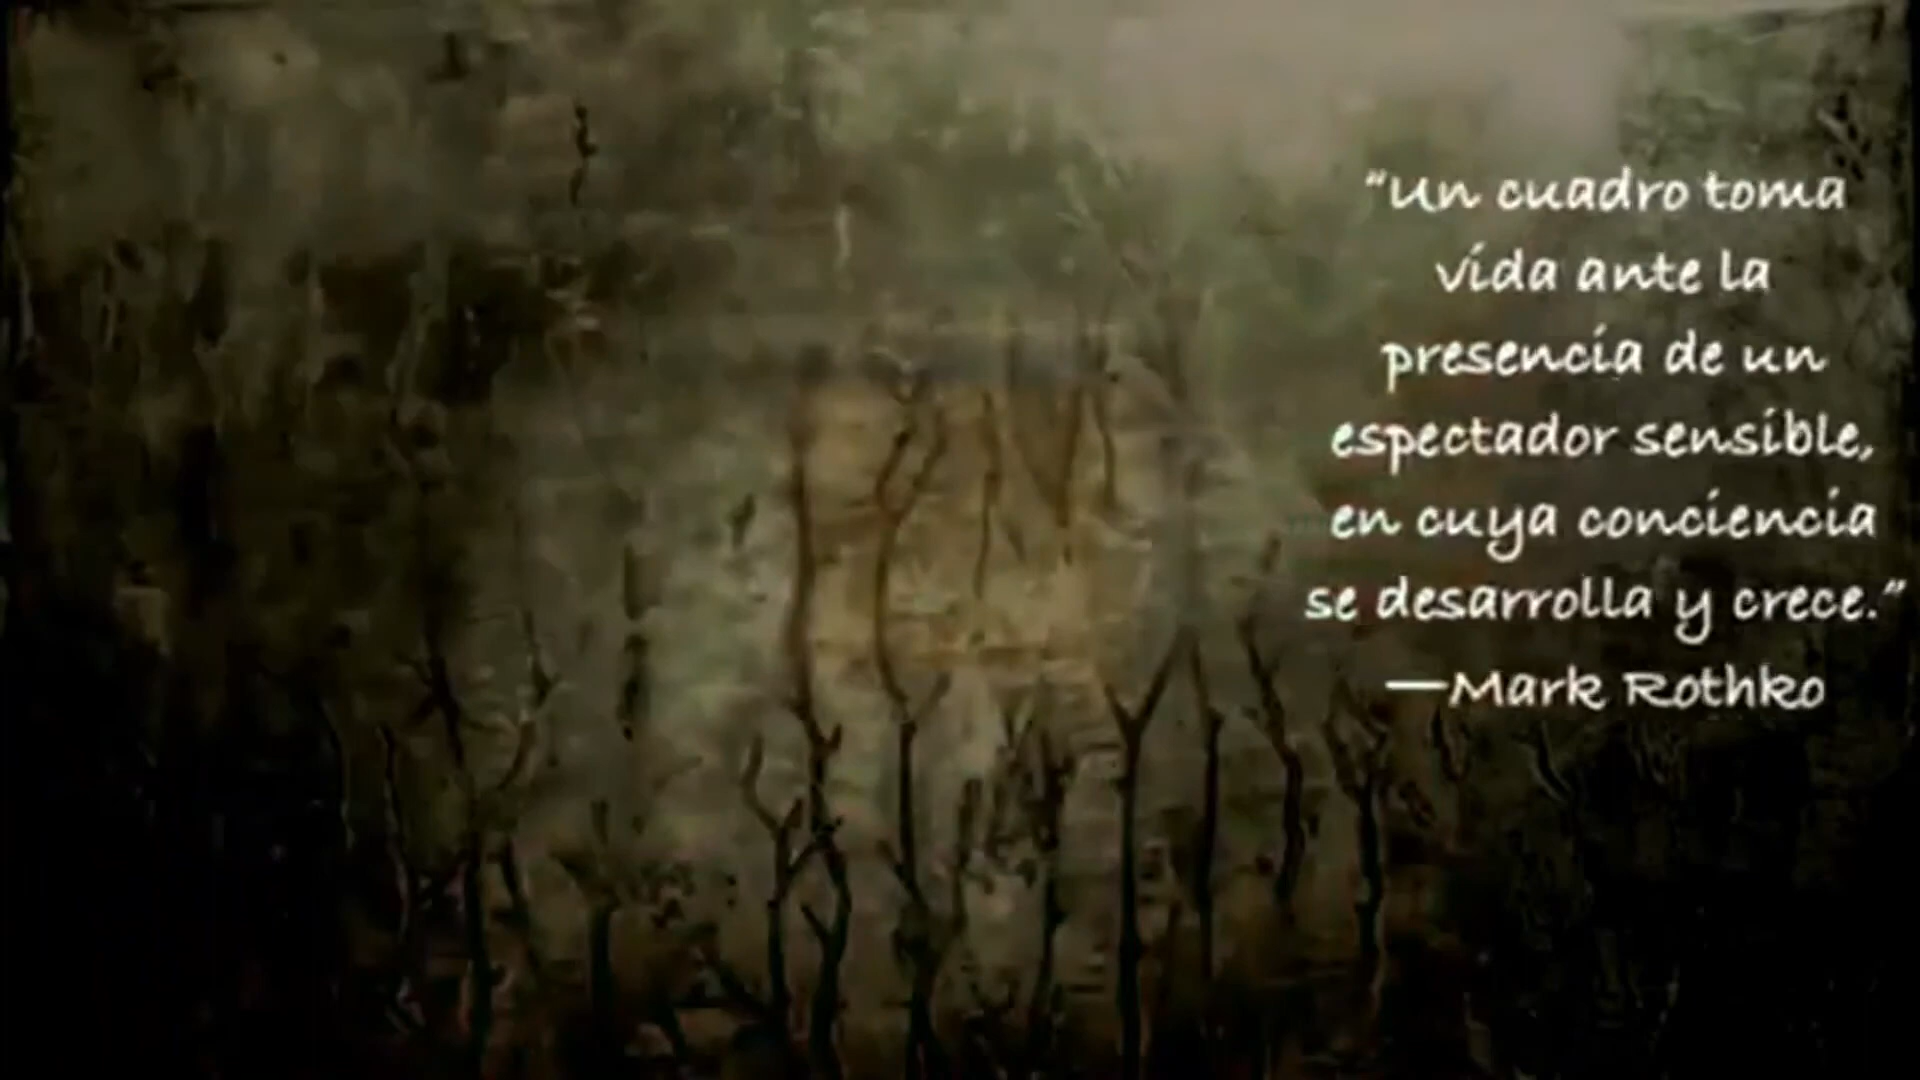 “Un cuadro toma
vida ante la
presencia de un
espectador sensible,
en cuya conciencia
se desarrolla y crece.”
—Mark Rothko